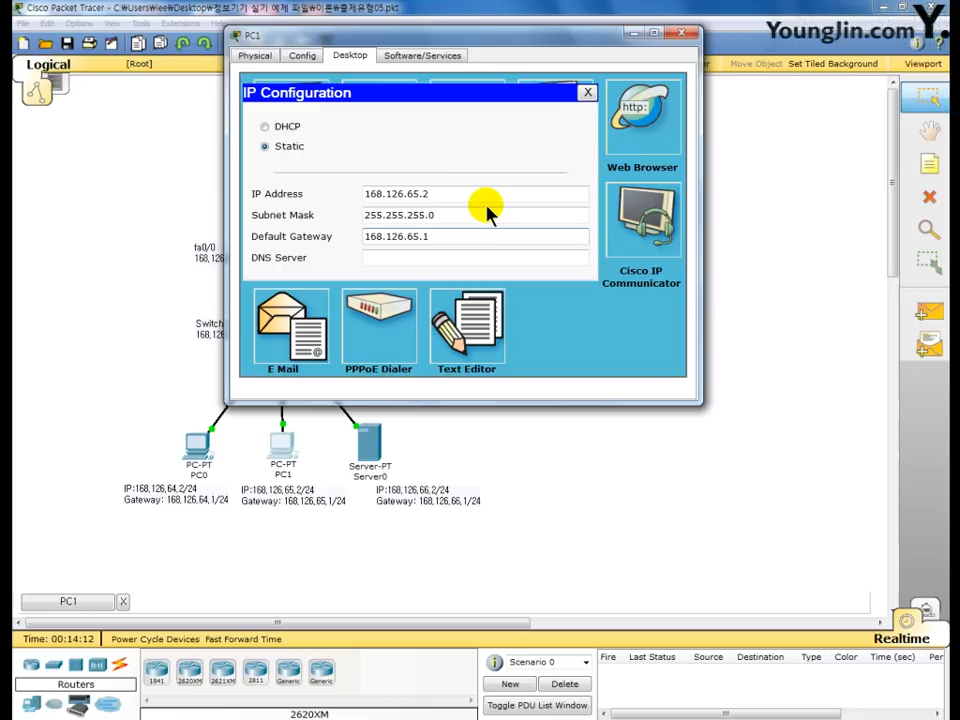 Cisco Packet Tracer - C:\Users\lee\Desktop\정보기기 실기 예제 파일\이론\출제유형05.pkt
File Edit Options View Tools Extensions Help
YoungJin.com Y.
Logical
[Root]
Move Object
Set Tiled Background
Viewport
PC1
Physical
Config
Desktop
Software/Services
IP Configuration
X
DHCP
Static
IP Address
168.126.65.2
Subnet Mask
255.255.255.0
Default Gateway
168.126.65.1
DNS Server
http:
Web Browser
Cisco IP
Communicator
E Mail
PPPoE Dialer
Text Editor
fa0/0
168,126
Switch
168,126
PC-PT
PC0
PC-PT
PC1
Server-PT
Server0
IP:168,126,64,2/24
Gateway: 168,126,64,1/24
IP:168,126,65,2/24
Gateway: 168,126,65,1/24
IP:168,126,66,2/24
Gateway: 168,126,66,1/24
PC1
X
Time: 00:14:12
Power Cycle Devices
Fast Forward Time
Realtime
Routers
1841
2620XM
2621XM
2811
Generic
Generic
2620XM
Scenario 0
New
Delete
Toggle PDU List Window
Fire
Last Status
Source
Destination
Type
Color
Time (sec)
Per